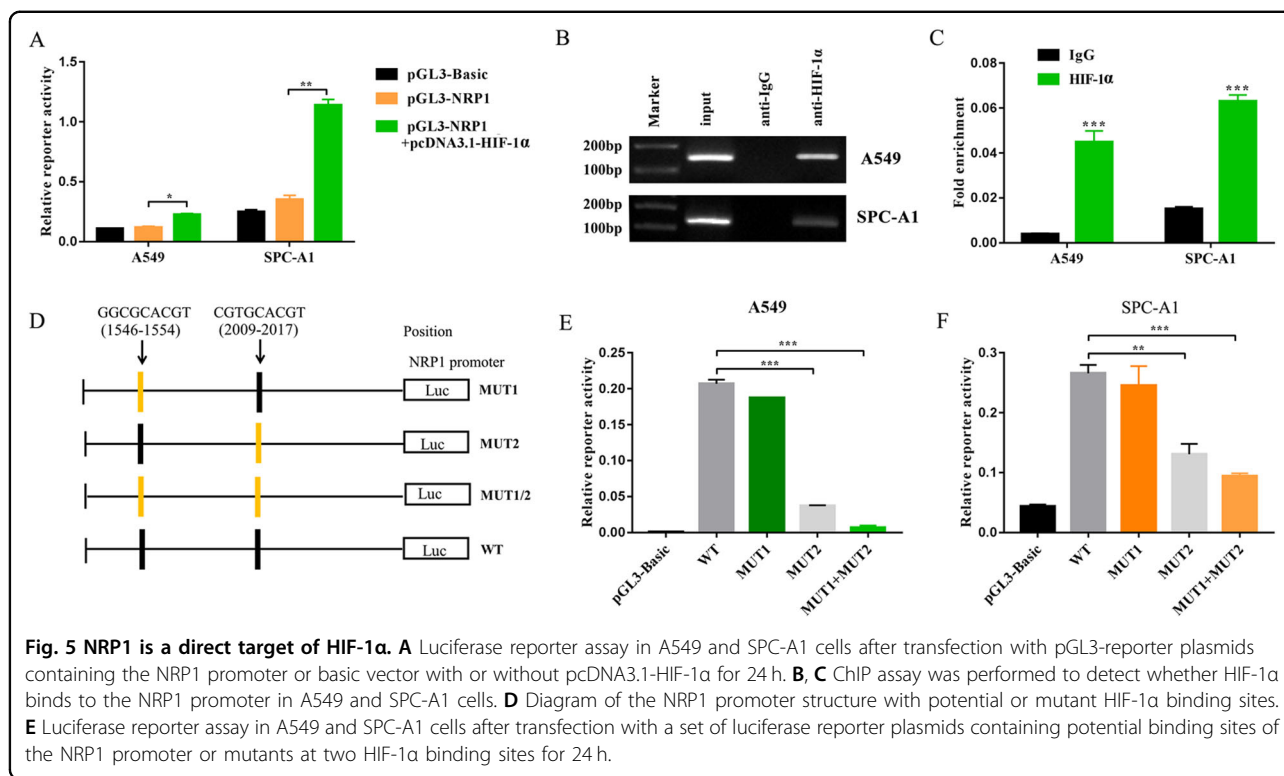 A
Relative reporter activity
1.5
1.0
0.5
0.0
A549
SPC-A1
*
**
pGL3-Basic
pGL3-NRP1
pGL3-NRP1
+pcDNA3.1-HIF-1α
B
Marker
input
anti-IgG
anti-HIF-1α
200bp
100bp
A549
200bp
100bp
SPC-A1
C
IgG
HIF-1α
Fold enrichment
0.08
0.06
0.04
0.02
0.00
***
***
A549
SPC-A1
D
GGCGCACGT
(1546-1554)
CGTGCACGT
(2009-2017)
Position
NRP1 promoter
Luc MUT1
Luc MUT2
Luc MUT1/2
Luc WT
E
A549
Relative reporter activity
0.25
0.20
0.15
0.10
0.05
0.00
***
***
pGL3-Basic
WT
MUT1
MUT2
MUT1+MUT2
F
SPC-A1
Relative reporter activity
0.3
0.2
0.1
0.0
***
**
pGL3-Basic
WT
MUT1
MUT2
MUT1+MUT2
Fig. 5 NRP1 is a direct target of HIF-1α. A Luciferase reporter assay in A549 and SPC-A1 cells after transfection with pGL3-reporter plasmids
containing the NRP1 promoter or basic vector with or without pcDNA3.1-HIF-1α for 24 h. B, C ChIP assay was performed to detect whether HIF-1α
binds to the NRP1 promoter in A549 and SPC-A1 cells. D Diagram of the NRP1 promoter structure with potential or mutant HIF-1α binding sites.
E Luciferase reporter assay in A549 and SPC-A1 cells after transfection with a set of luciferase reporter plasmids containing potential binding sites of
the NRP1 promoter or mutants at two HIF-1α binding sites for 24 h.